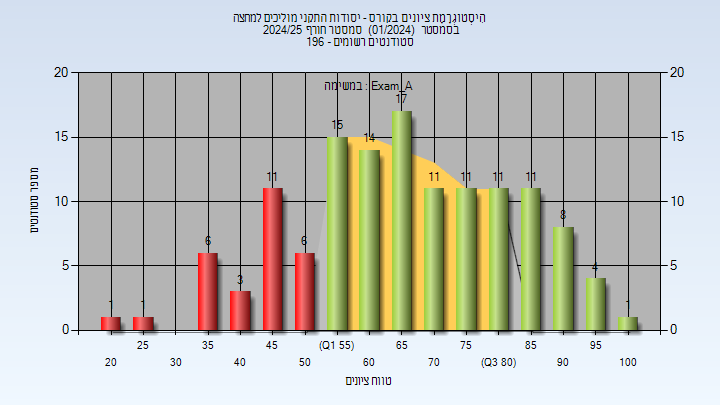 היסטוגרמת ציונים בקורס - יסודות התקני מוליכים למחצה
בסמסטר (01/2024) סמסטר חורף 2024/25
סטודנטים רשומים - 196
במשימה : Exam_A
מספר סטודנטים
20 20
15 15
10 10
5 5
0 0
1 1 6 3 11 6 15 14 17 11 11 11 11 8 4 1
25 35 45 (Q1 55) 65 75 85 95
20 30 40 50 60 70 (Q3 80) 90 100
טווח ציונים